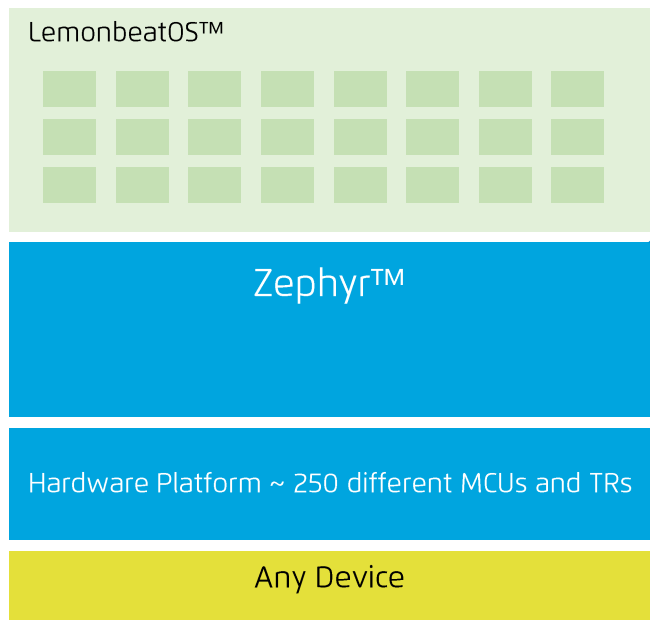 LemonbeatOS™
Zephyr™
Hardware Platform ~ 250 different MCUs and TRs
Any Device